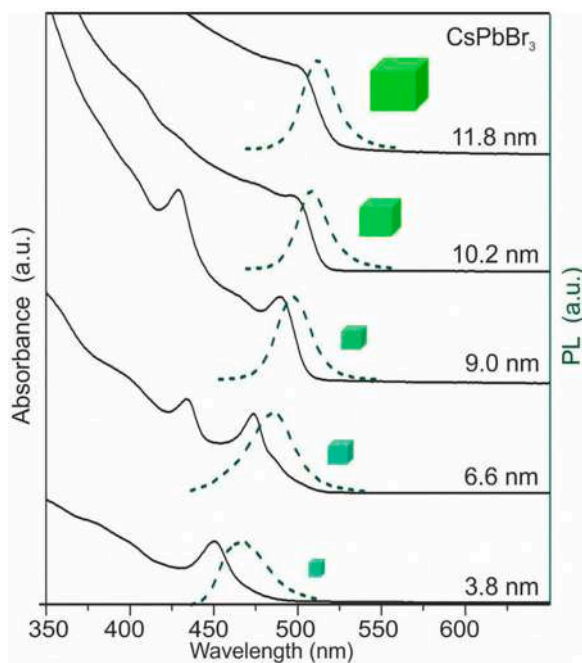 CsPbBr₃
11.8 nm
10.2 nm
9.0 nm
6.6 nm
3.8 nm
Absorbance (a.u.)
PL (a.u.)
350 400 450 500 550 600
Wavelength (nm)